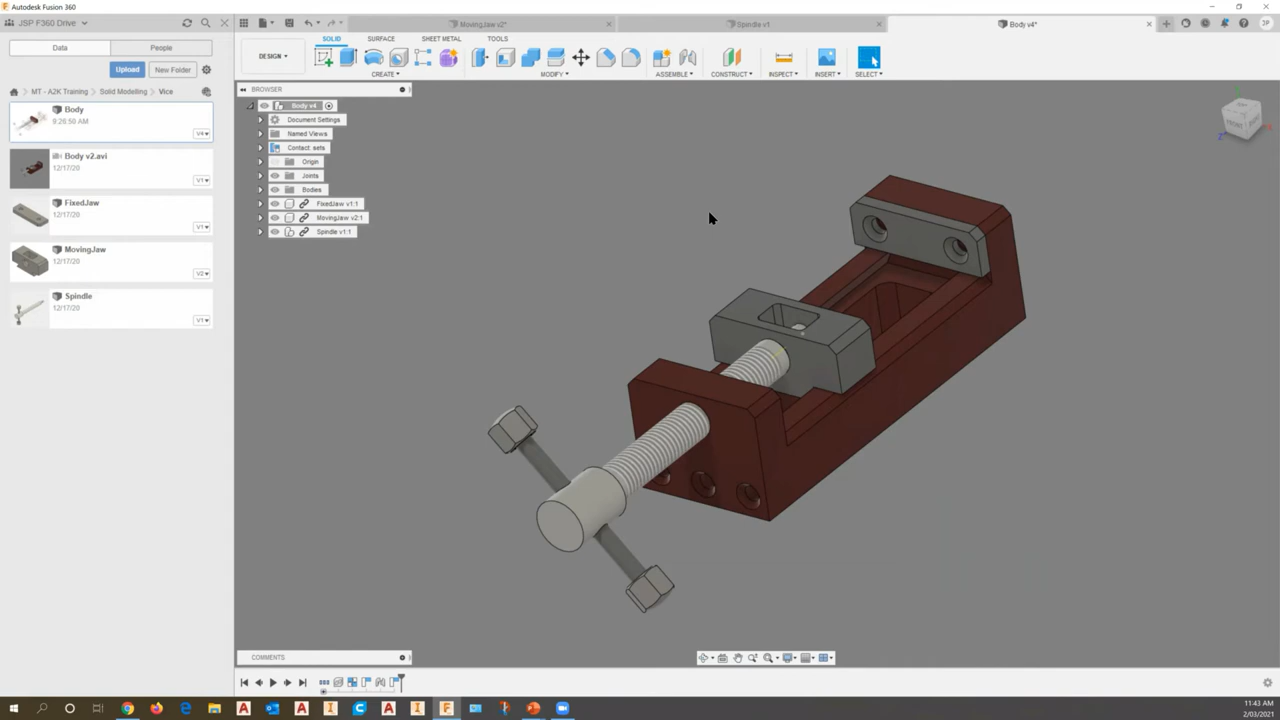 Autodesk Fusion 360
JSP F360 Drive
Data
People
Upload
New Folder
MT - A2K Training
Solid Modelling
Vice
Body
9:26:50 AM
V4
Body v2.avi
12/17/20
V1
FixedJaw
12/17/20
V1
MovingJaw
12/17/20
V2
Spindle
12/17/20
V1
MovingJaw v2*
Spindle v1
Body v4*
JP
DESIGN
SOLID
SURFACE
SHEET METAL
TOOLS
CREATE
MODIFY
ASSEMBLE
CONSTRUCT
INSPECT
INSERT
SELECT
BROWSER
Body v4
Document Settings
Named Views
Contact: sets
Origin
Joints
Bodies
FixedJaw v1:1
MovingJaw v2:1
Spindle v1:1
FRONT
Z
COMMENTS
11:43 AM
2/03/2021